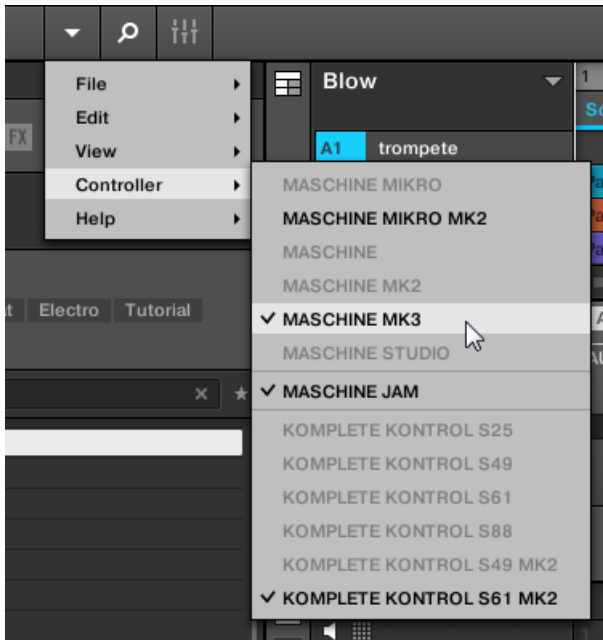 File
Edit
View
Controller
Help
FX
Blow
1
A1 trompete
MASCHINE MIKRO
MASCHINE MIKRO MK2
MASCHINE
MASCHINE MK2
MASCHINE MK3
MASCHINE STUDIO
MASCHINE JAM
KOMPLETE KONTROL S25
KOMPLETE KONTROL S49
KOMPLETE KONTROL S61
KOMPLETE KONTROL S88
KOMPLETE KONTROL S49 MK2
KOMPLETE KONTROL S61 MK2
Electro Tutorial